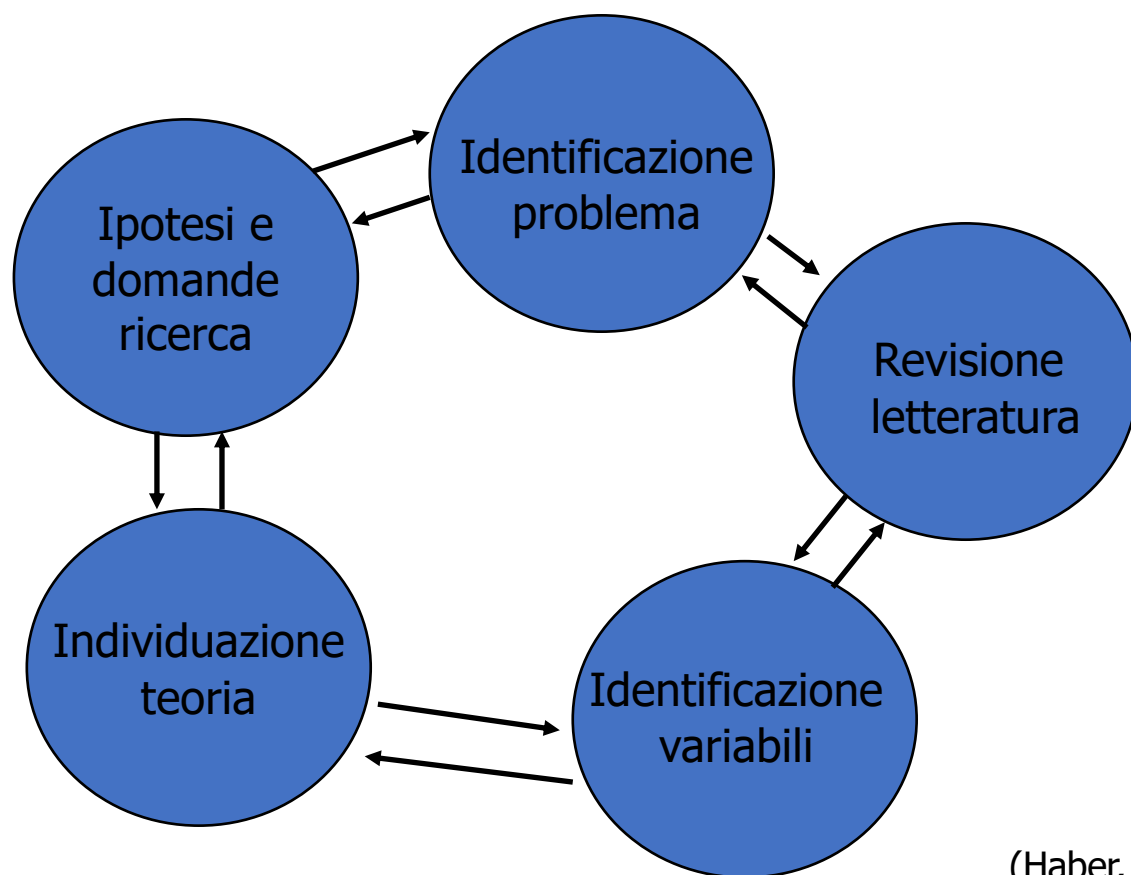 Identificazione
problema
Ipotesi e
domande
ricerca
Revisione
letteratura
Individuazione
teoria
Identificazione
variabili
(Haber,